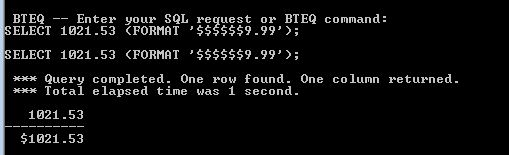 BTEQ -- Enter your SQL request or BTEQ command:
SELECT 1021.53 (FORMAT '$$$$$$9.99');
SELECT 1021.53 (FORMAT '$$$$$$9.99');
*** Query completed. One row found. One column returned.
*** Total elapsed time was 1 second.
1021.53
----------
$1021.53